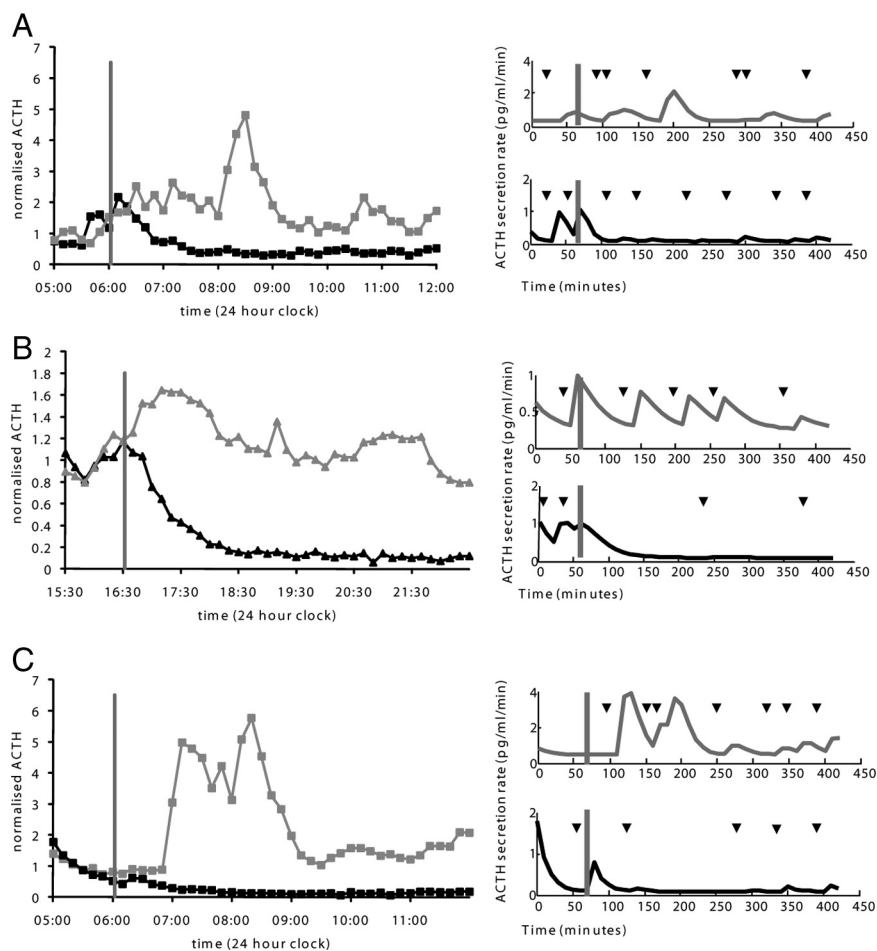 A
normalised ACTH
7
6
5
4
3
2
1
0
05:00 06:00 07:00 08:00 09:00 10:00 11:00 12:00
time (24 hour clock)
ACTH secretion rate (pg/ml/min)
4
2
0
0 50 100 150 200 250 300 350 400 450
2
1
0
0 50 100 150 200 250 300 350 400 450
Time (minutes)
B
normalised ACTH
2
1.8
1.6
1.4
1.2
1
0.8
0.6
0.4
0.2
0
15:30 16:30 17:30 18:30 19:30 20:30 21:30
time (24 hour clock)
ACTH secretion rate (pg/ml/min)
1
0.5
0
0 50 100 150 200 250 300 350 400 450
2
1
0
0 50 100 150 200 250 300 350 400 450
Time (minutes)
C
normalised ACTH
7
6
5
4
3
2
1
0
05:00 06:00 07:00 08:00 09:00 10:00 11:00
time (24 hour clock)
ACTH secretion rate (pg/ml/min)
4
2
0
0 50 100 150 200 250 300 350 400 450
2
1
0
0 50 100 150 200 250 300 350 400 450
Time (minutes)